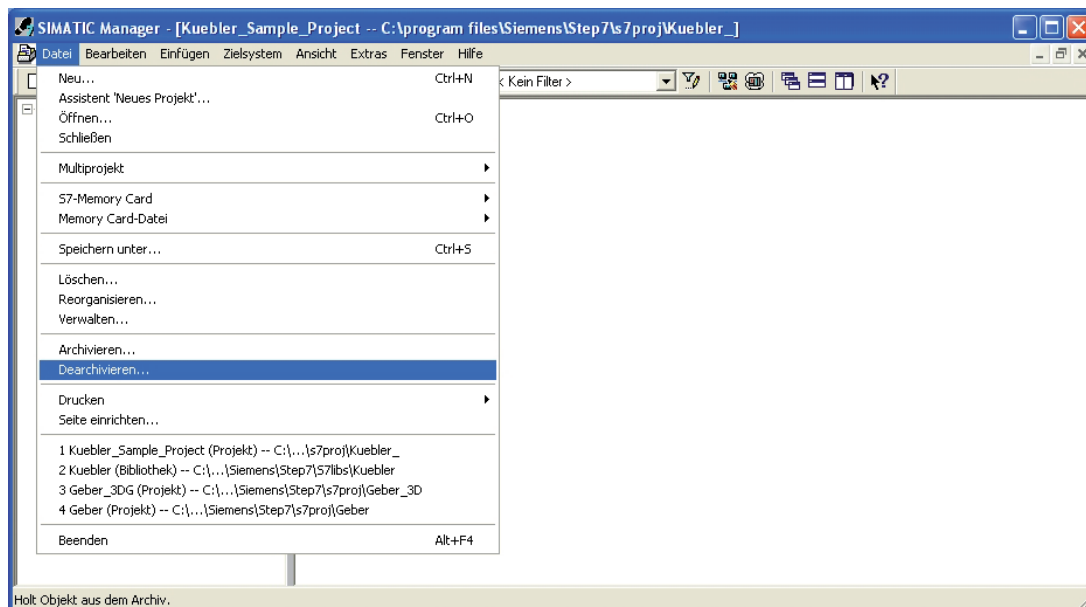 SIMATIC Manager - [Kuebler_Sample_Project -- C:\program files\Siemens\Step7\s7proj\Kuebler_]
Datei Bearbeiten Einfügen Zielsystem Ansicht Extras Fenster Hilfe
< Kein Filter >
Neu... Ctrl+N
Assistent 'Neues Projekt'...
Öffnen... Ctrl+O
Schließen
Multiprojekt
S7-Memory Card
Memory Card-Datei
Speichern unter... Ctrl+S
Löschen...
Reorganisieren...
Verwalten...
Archivieren...
Dearchivieren...
Drucken
Seite einrichten...
1 Kuebler_Sample_Project (Projekt) -- C:\...\s7proj\Kuebler_
2 Kuebler (Bibliothek) -- C:\...\Siemens\Step7\S7libs\Kuebler
3 Geber_3DG (Projekt) -- C:\...\Siemens\Step7\s7proj\Geber_3D
4 Geber (Projekt) -- C:\...\Siemens\Step7\s7proj\Geber
Beenden Alt+F4
Holt Objekt aus dem Archiv.